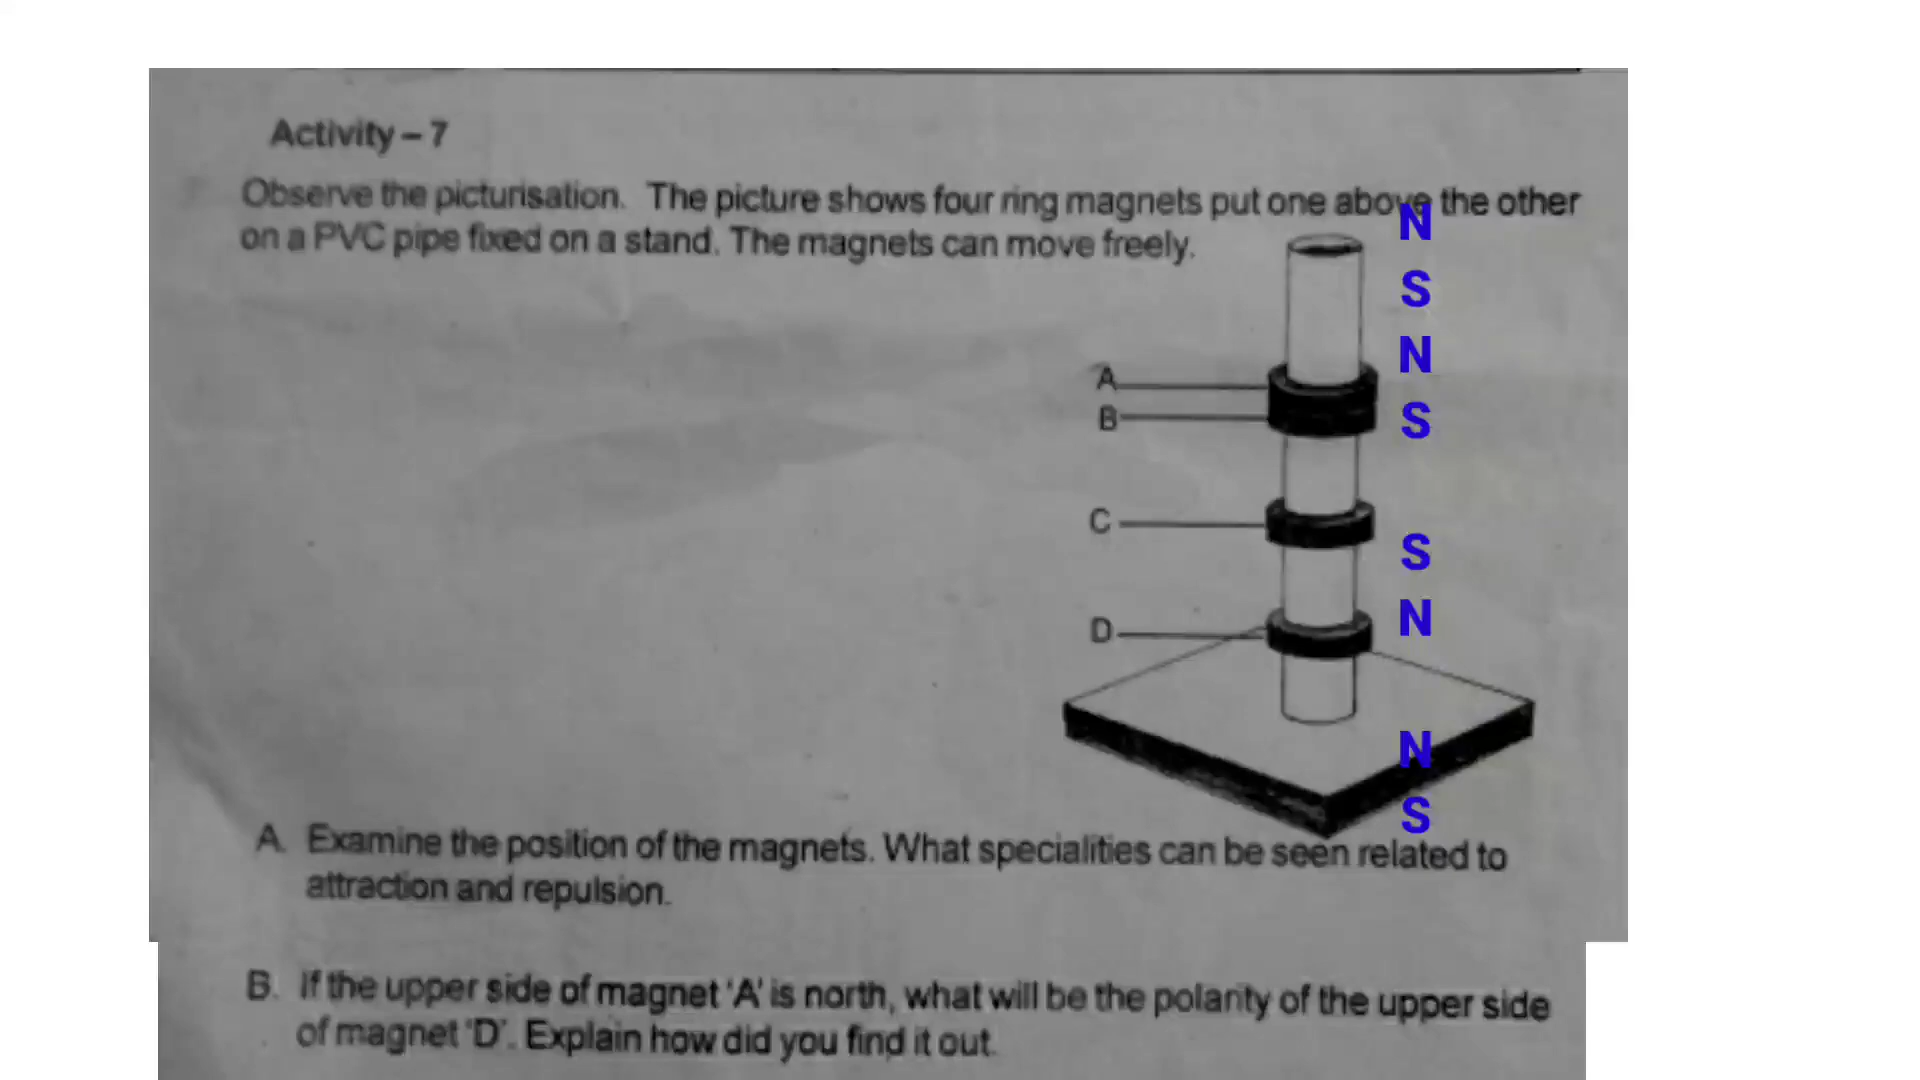 Activity – 7
Observe the picturisation. The picture shows four ring magnets put one above the other
on a PVC pipe fixed on a stand. The magnets can move freely.
N
S
N
A
B
S
C
S
N
D
N
S
A. Examine the position of the magnets. What specialities can be seen related to
attraction and repulsion.
B. If the upper side of magnet 'A' is north, what will be the polarity of the upper side
of magnet 'D'. Explain how did you find it out.